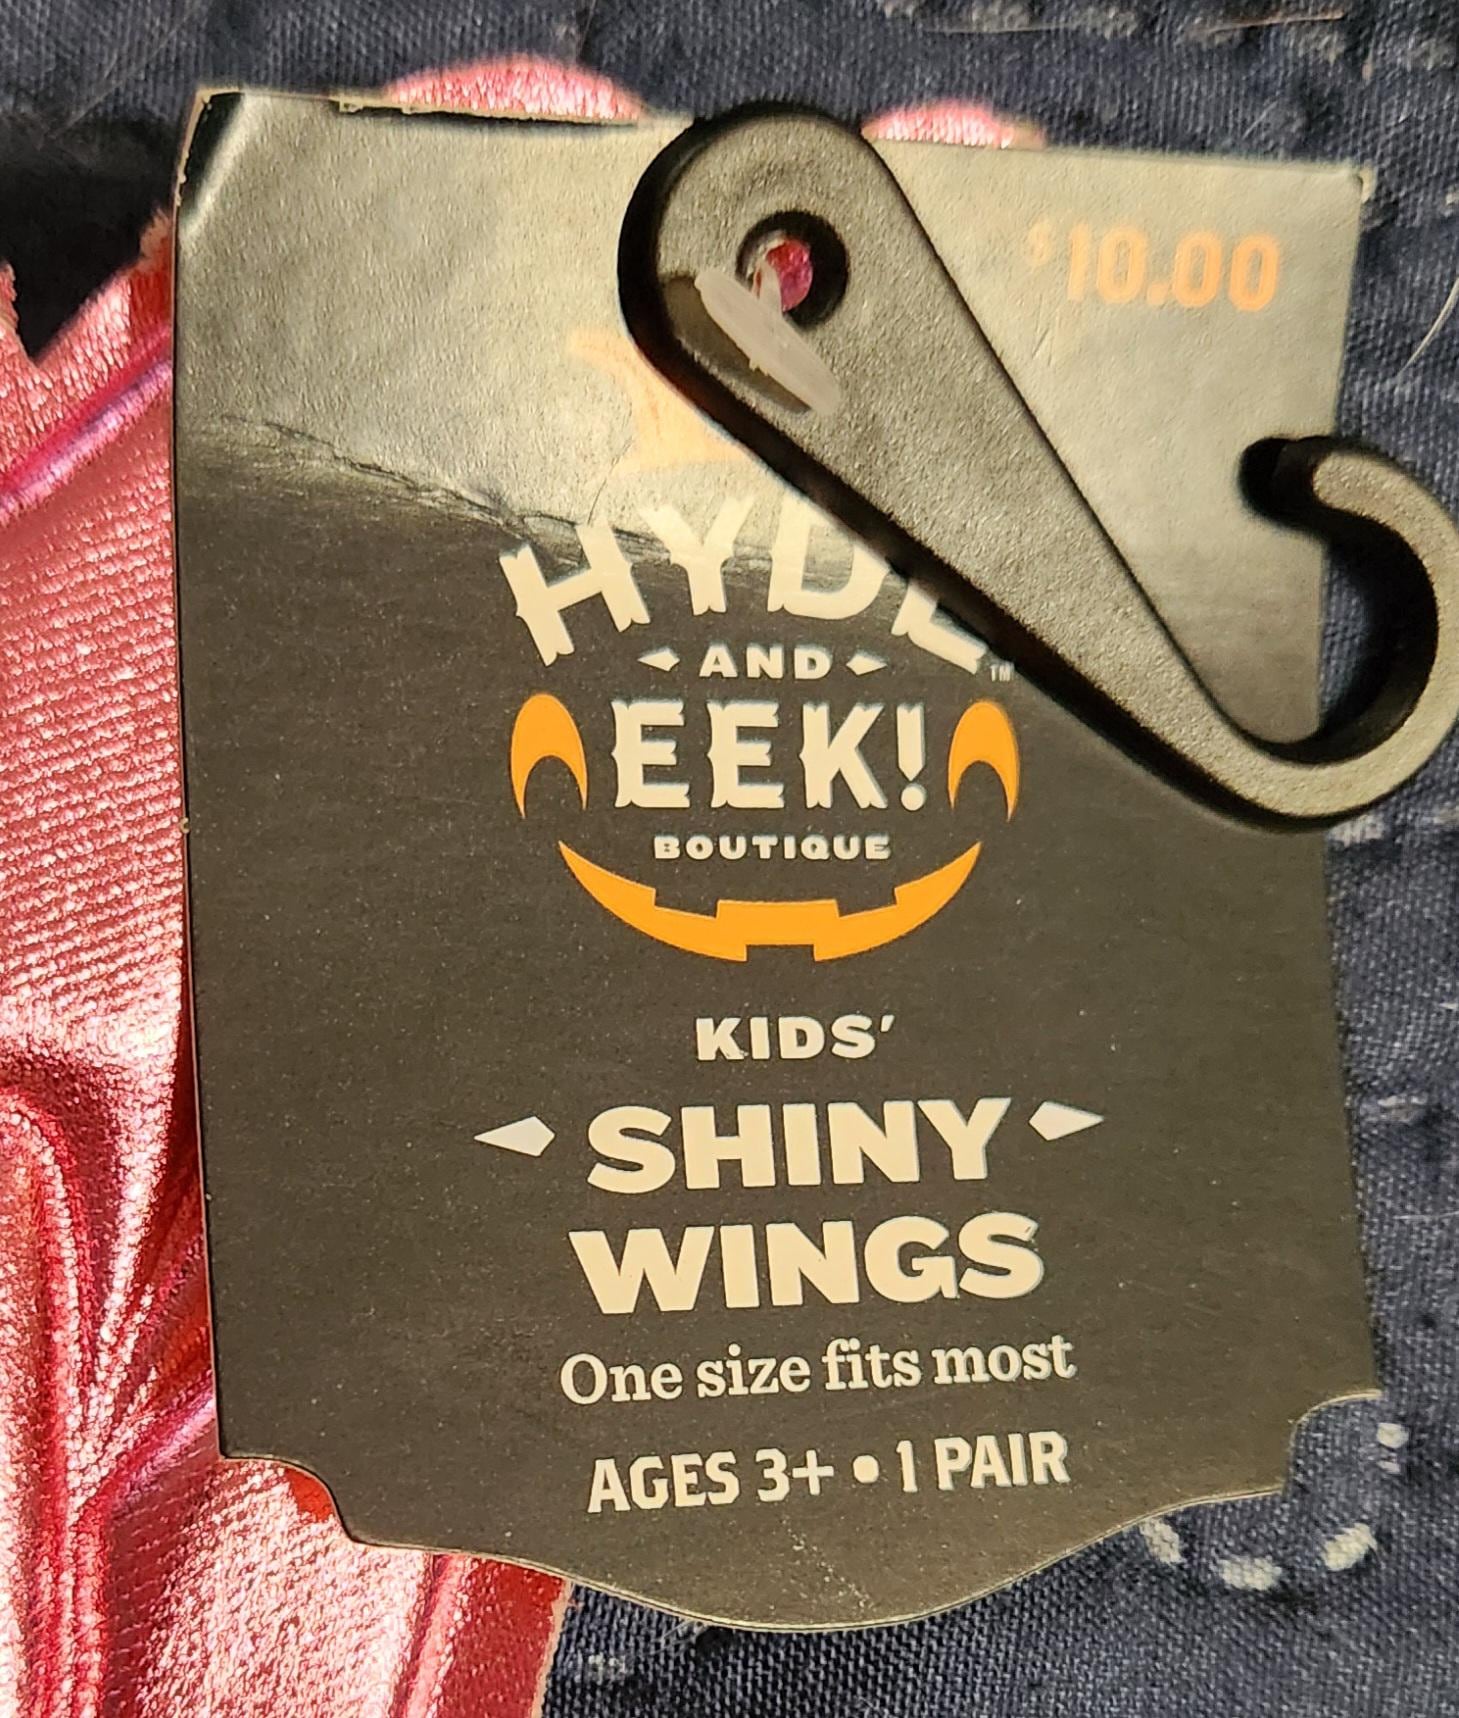 $10.00
HYDE
AND
EEK!
BOUTIQUE
KIDS'
SHINY
WINGS
One size fits most
AGES 3+ • 1 PAIR